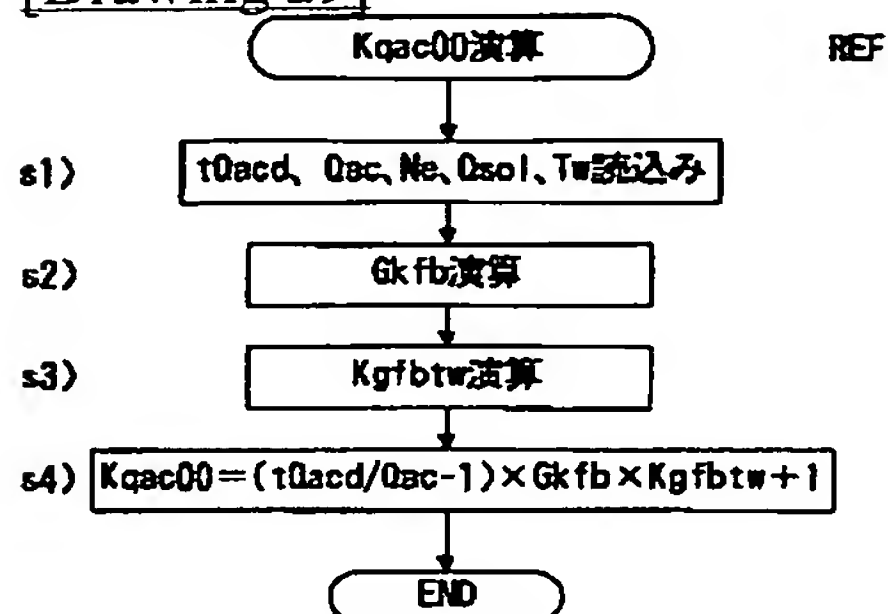 Kqac00演算
REF
s1) tQacd、Qac、Ne、Qsol、Tw読込み
s2) Gkfb演算
s3) Kgfbtw演算
s4) Kqac00=(tQacd/Qac-1)×Gkfb×Kgfbtw+1
END